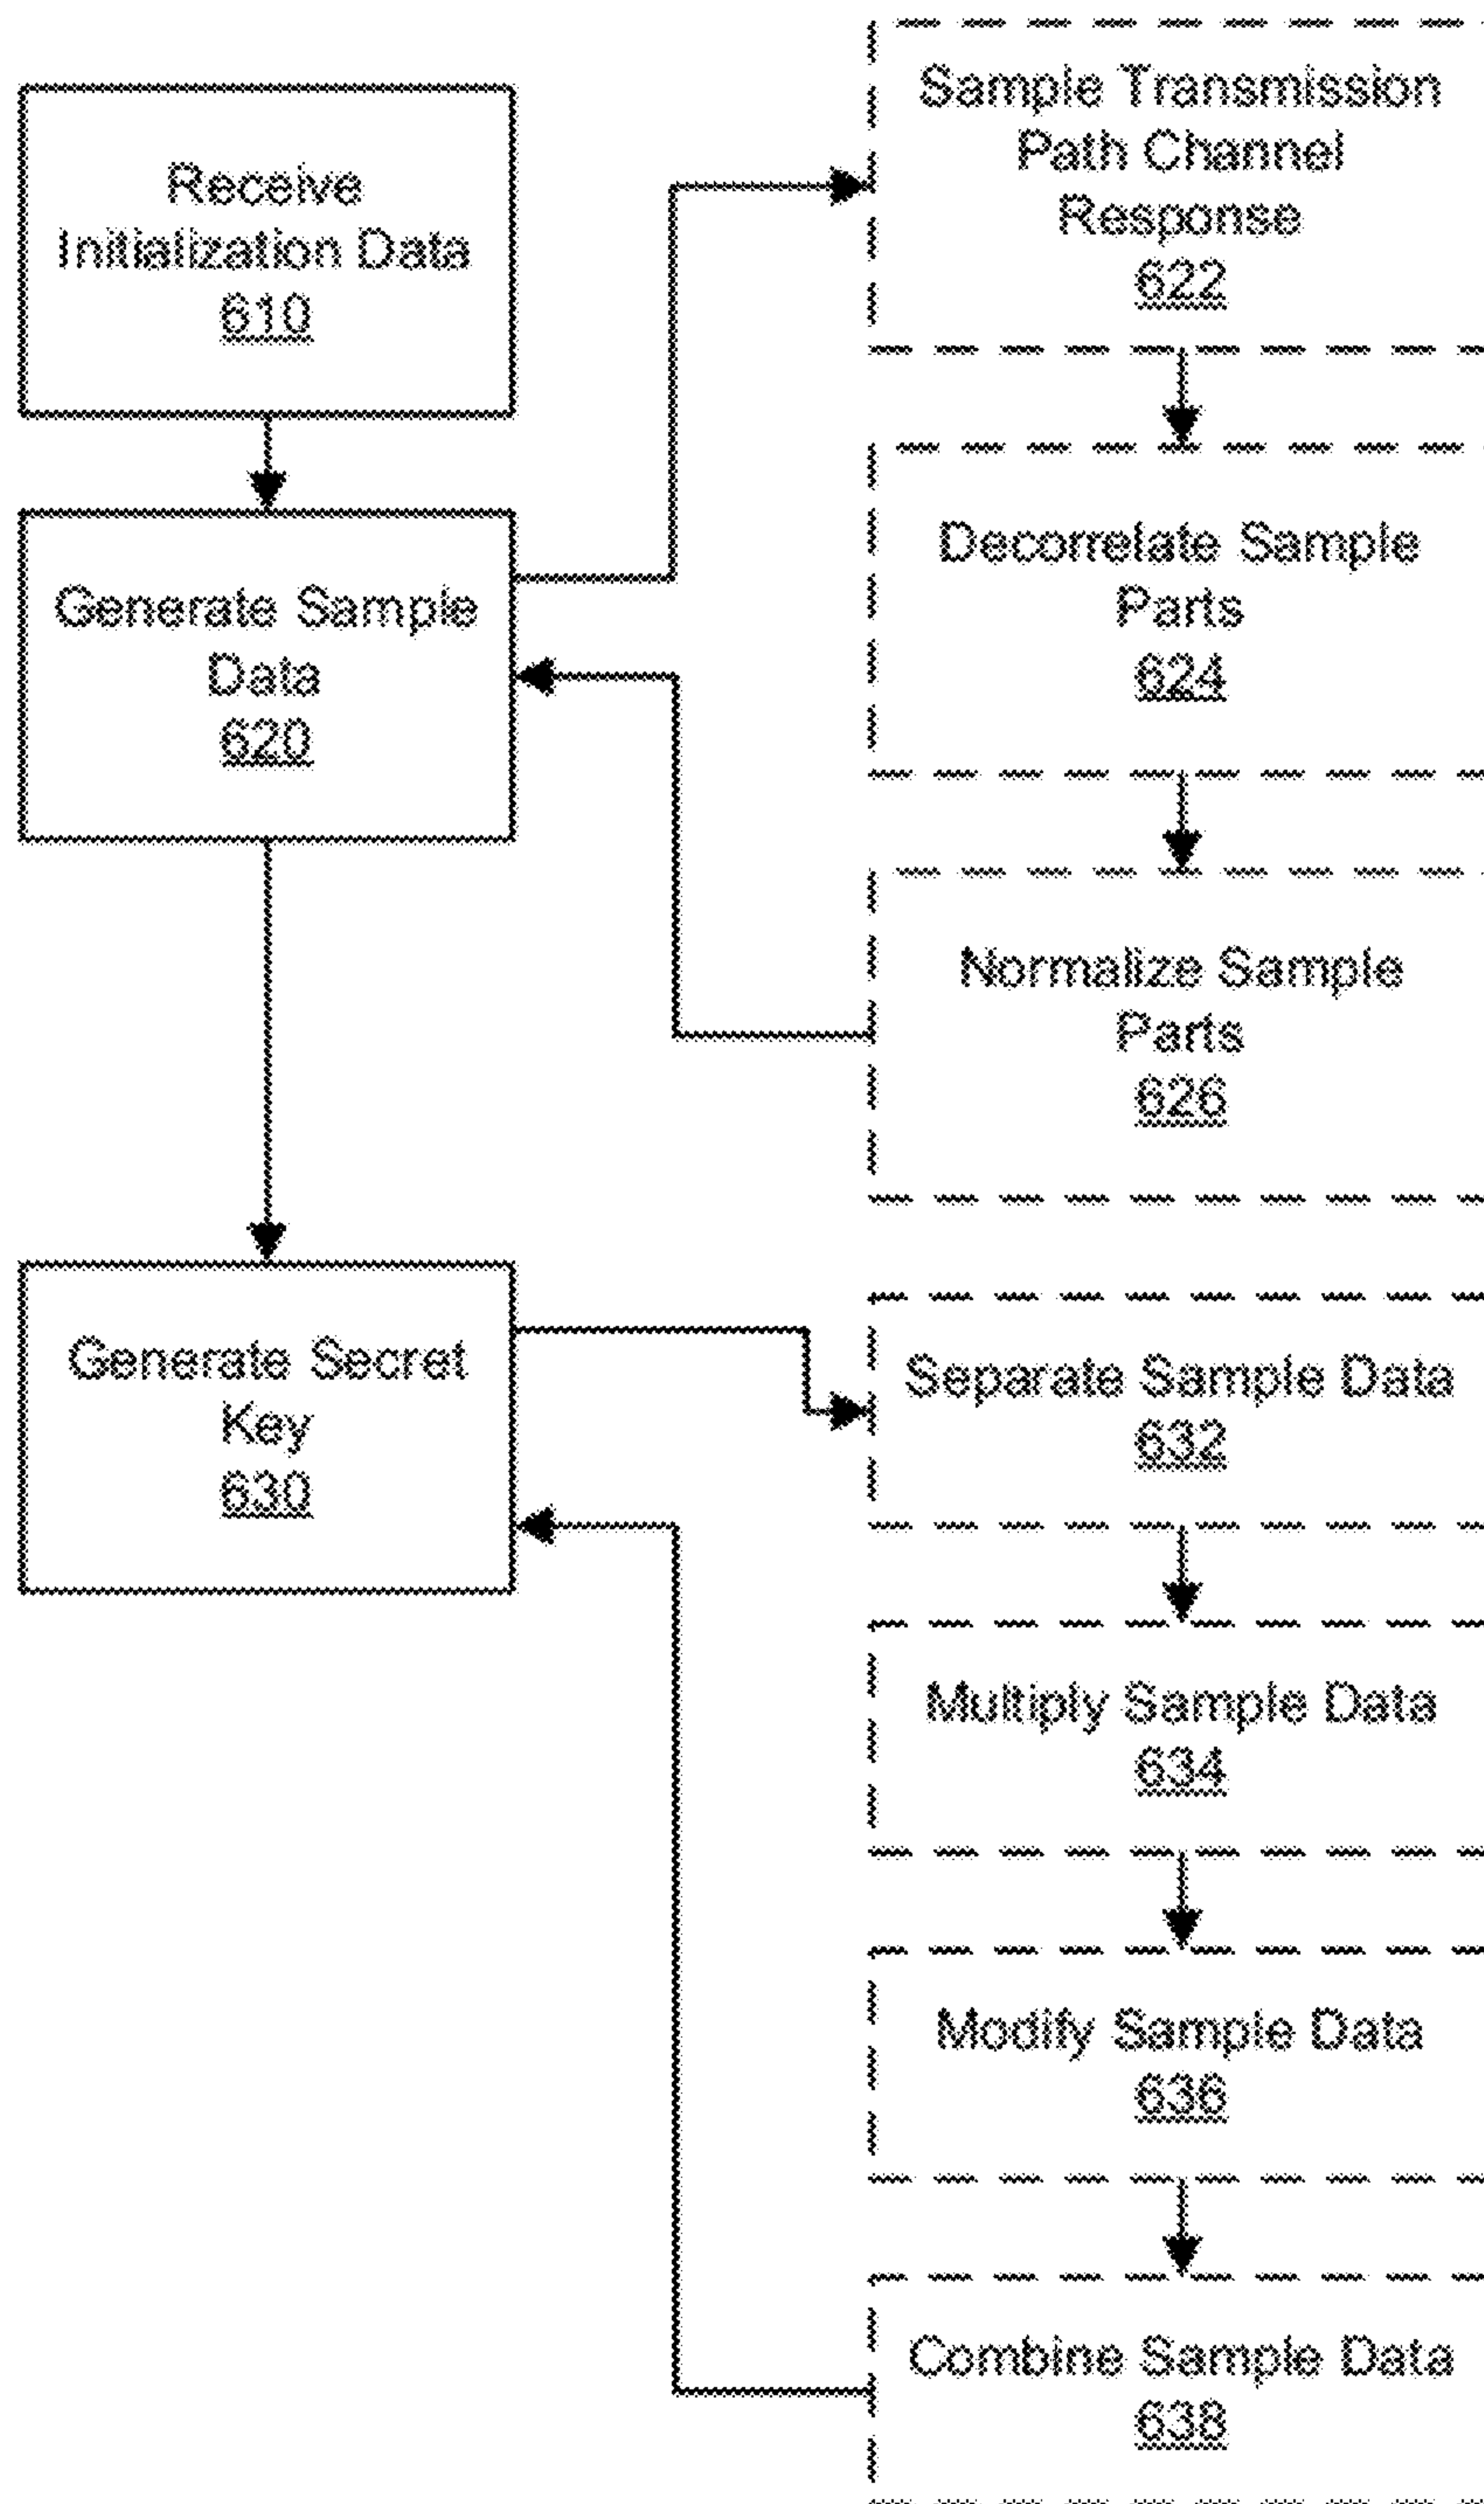 Receive
Initialization Data
610
Generate Sample
Data
620
Generate Secret
Key
630
Sample Transmission
Path Channel
Response
622
Decorrelate Sample
Parts
624
Normalize Sample
Parts
626
Separate Sample Data
632
Multiply Sample Data
634
Modify Sample Data
636
Combine Sample Data
638